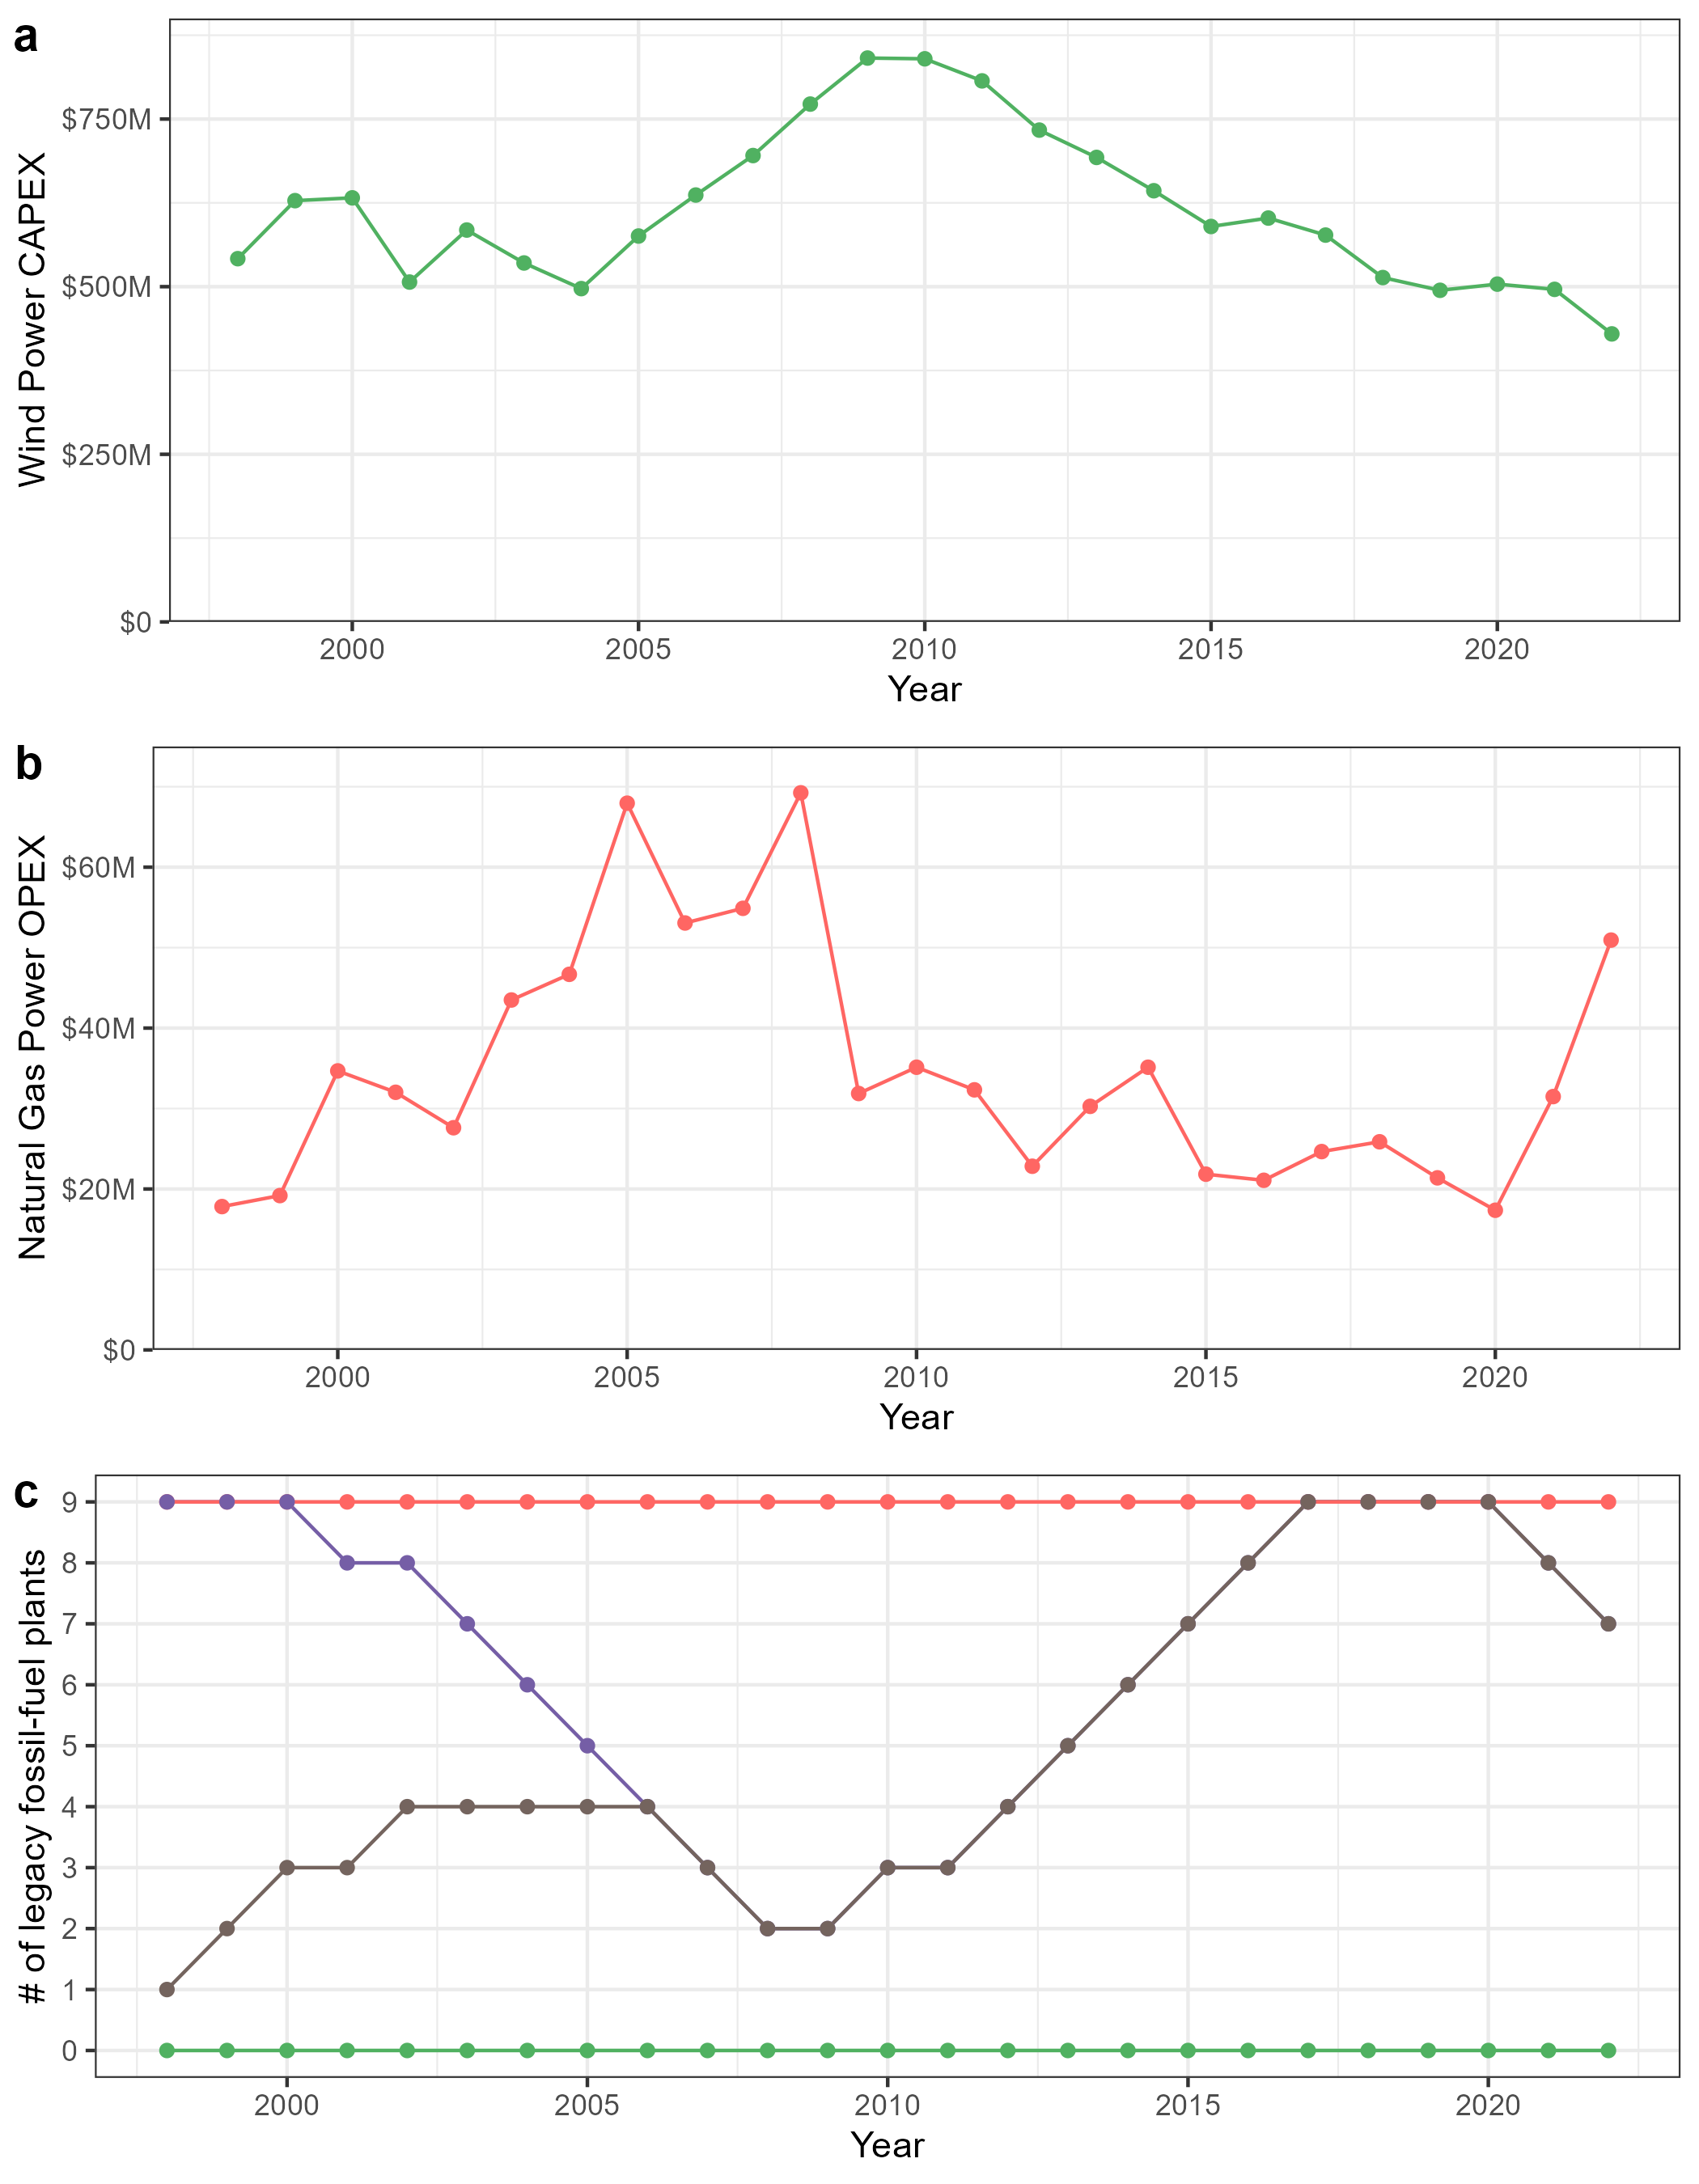 a
Wind Power CAPEX
$750M
$500M
$250M
$0
2000 2005 2010 2015 2020
Year
b
Natural Gas Power OPEX
$60M
$40M
$20M
$0
2000 2005 2010 2015 2020
Year
c
# of legacy fossil-fuel plants
9
8
7
6
5
4
3
2
1
0
2000 2005 2010 2015 2020
Year